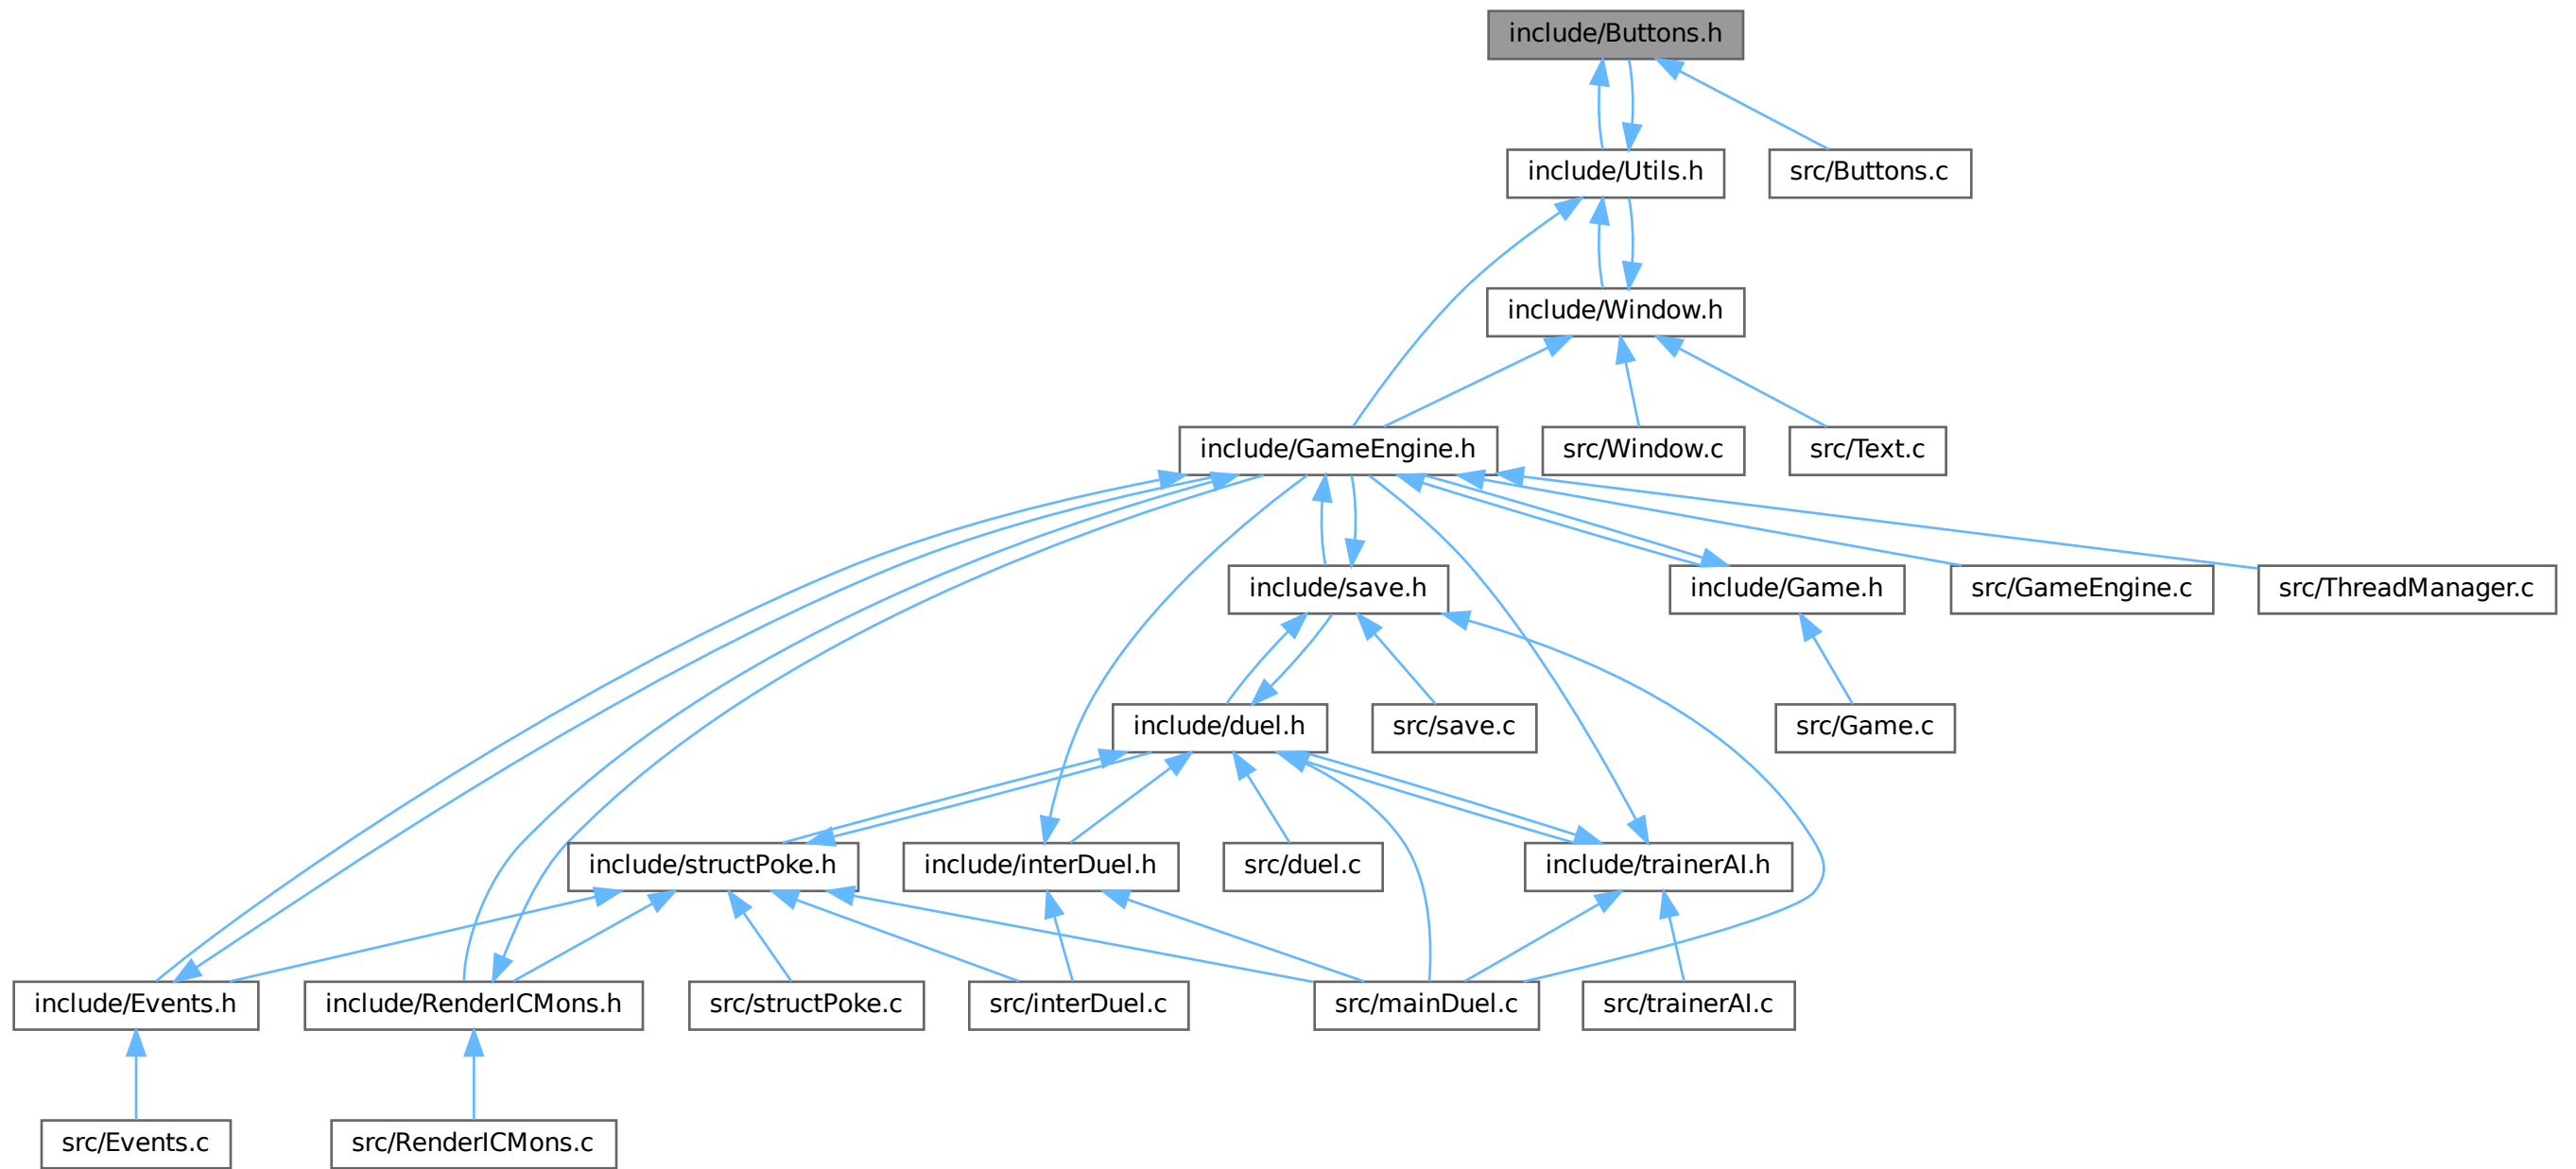 include/Buttons.h
include/Utils.h
src/Buttons.c
include/Window.h
include/GameEngine.h
src/Window.c
src/Text.c
include/save.h
include/Game.h
src/GameEngine.c
src/ThreadManager.c
include/duel.h
src/save.c
src/Game.c
include/structPoke.h
include/interDuel.h
src/duel.c
include/trainerAI.h
include/Events.h
include/RenderICMons.h
src/structPoke.c
src/interDuel.c
src/mainDuel.c
src/trainerAI.c
src/Events.c
src/RenderICMons.c